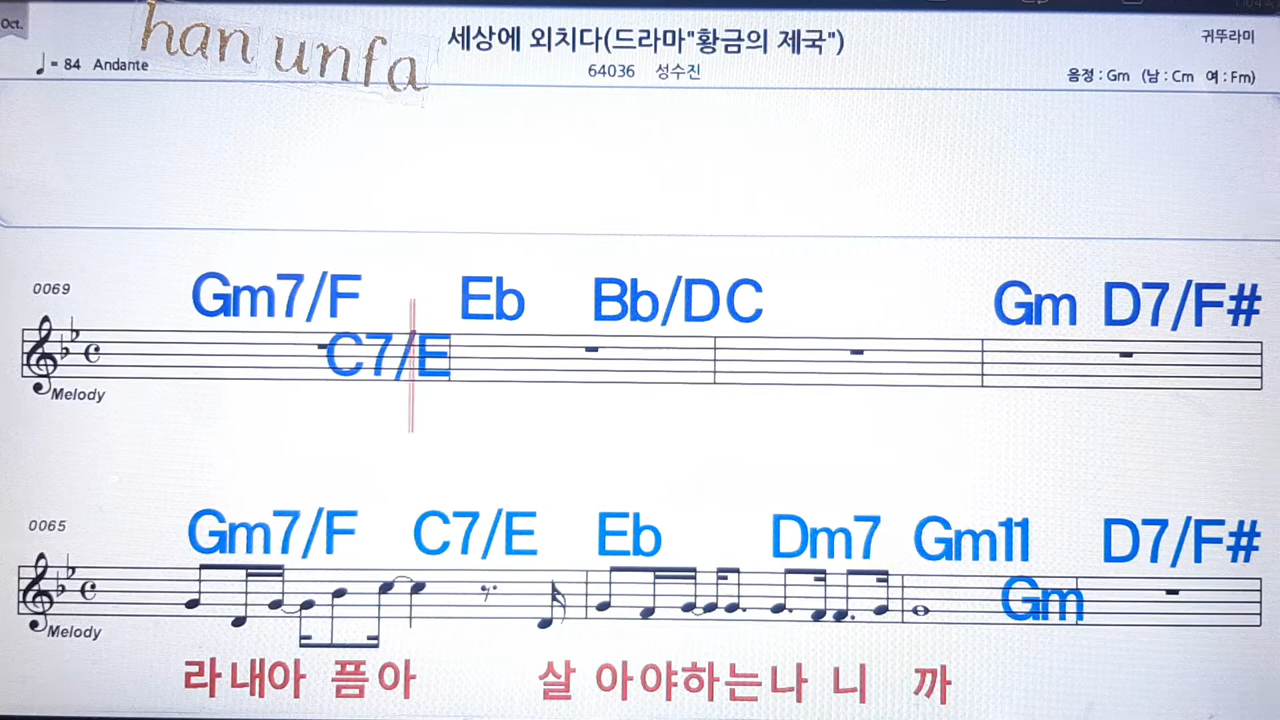 Oct.
han unfa
세상에 외치다(드라마"황금의 제국")
귀뚜라미
♩= 84 Andante
64036 성수진
음정 : Gm (남 : Cm 여 : Fm)
0069
Gm7/F Eb Bb/D C Gm D7/F#
C7/E
Melody
0065
Gm7/F C7/E Eb Dm7 Gm11 D7/F#
Gm
Melody
라내아 픔아 살 아야하는나 니 까